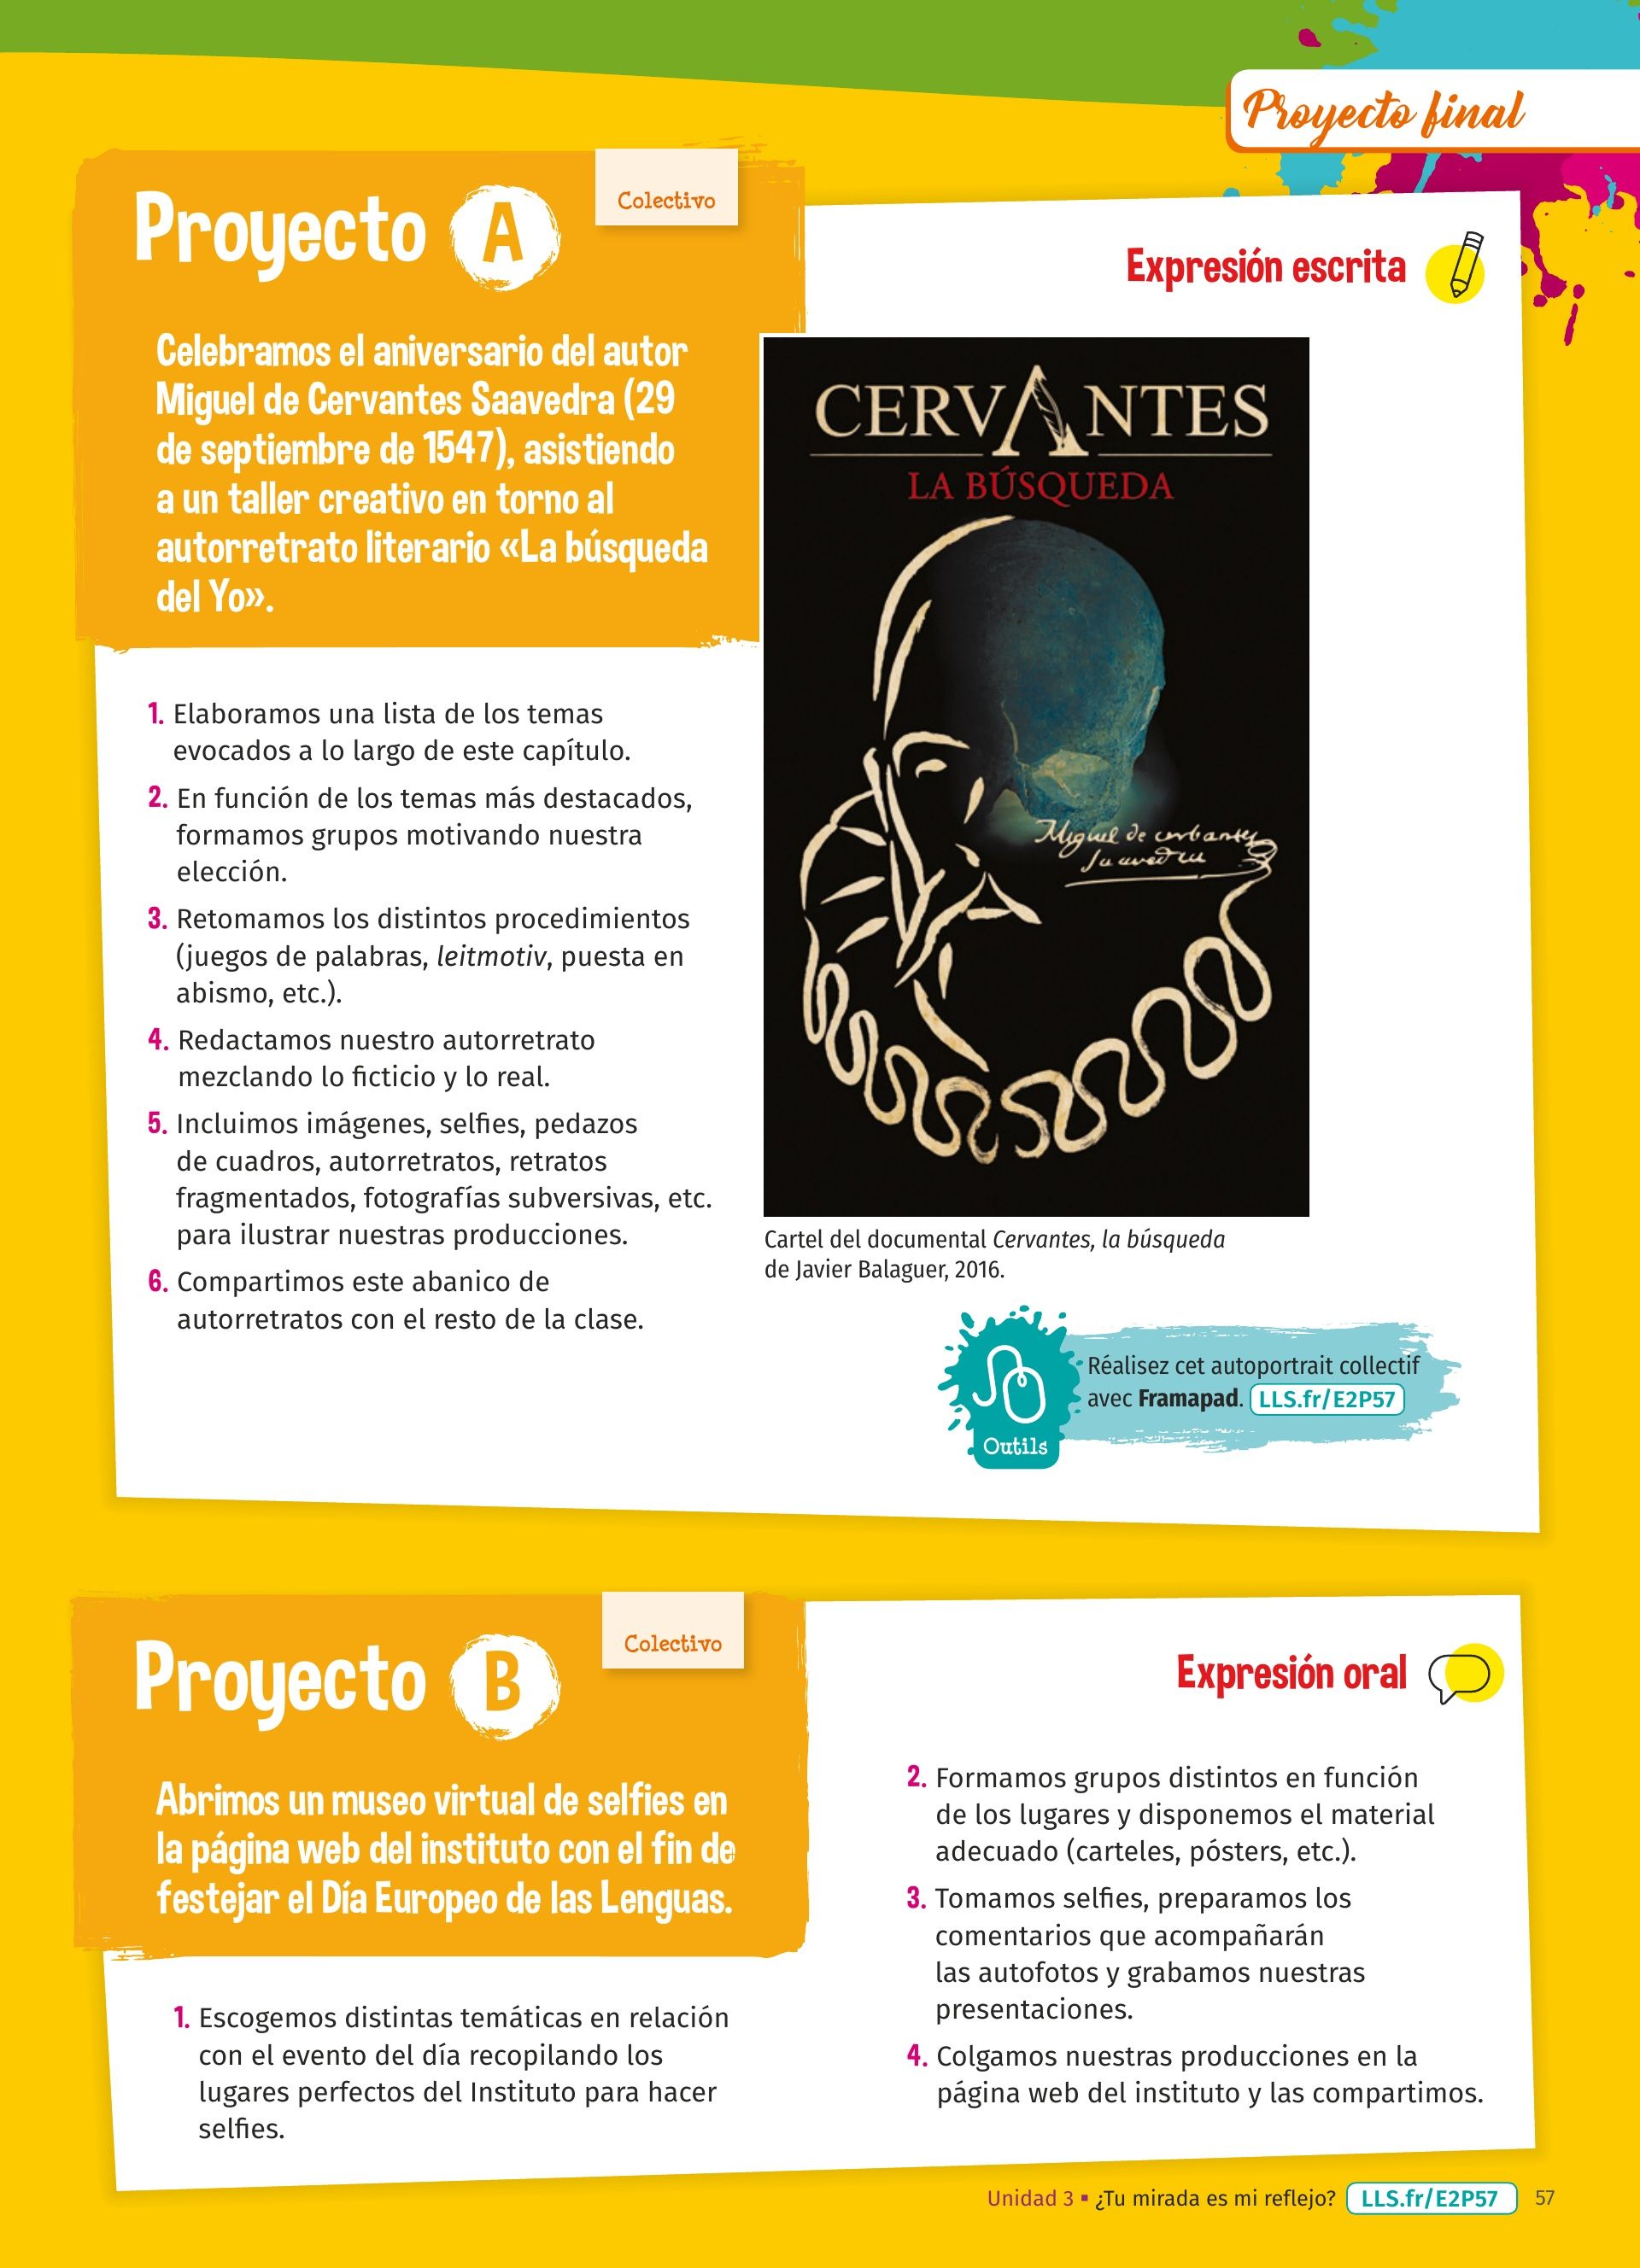 Proyecto final
Proyecto A
Colectivo
Expresión escrita
Celebramos el aniversario del autor
Miguel de Cervantes Saavedra (29
de septiembre de 1547), asistiendo
a un taller creativo en torno al
autorretrato literario «La búsqueda
del Yo».
1. Elaboramos una lista de los temas
evocados a lo largo de este capítulo.
2. En función de los temas más destacados,
formamos grupos motivando nuestra
elección.
3. Retomamos los distintos procedimientos
(juegos de palabras, leitmotiv, puesta en
abismo, etc.).
4. Redactamos nuestro autorretrato
mezclando lo ficticio y lo real.
5. Incluimos imágenes, selfies, pedazos
de cuadros, autorretratos, retratos
fragmentados, fotografías subversivas, etc.
para ilustrar nuestras producciones.
6. Compartimos este abanico de
autorretratos con el resto de la clase.
CERVANTES
LA BÚSQUEDA
Miguel de cerbantes
Saavedra
Cartel del documental Cervantes, la búsqueda
de Javier Balaguer, 2016.
Réalisez cet autoportrait collectif
avec Framapad. LLS.fr/E2P57
Outils
Proyecto B
Colectivo
Expresión oral
Abrimos un museo virtual de selfies en
la página web del instituto con el fin de
festejar el Día Europeo de las Lenguas.
1. Escogemos distintas temáticas en relación
con el evento del día recopilando los
lugares perfectos del Instituto para hacer
selfies.
2. Formamos grupos distintos en función
de los lugares y disponemos el material
adecuado (carteles, pósters, etc.).
3. Tomamos selfies, preparamos los
comentarios que acompañarán
las autofotos y grabamos nuestras
presentaciones.
4. Colgamos nuestras producciones en la
página web del instituto y las compartimos.
Unidad 3 ▪ ¿Tu mirada es mi reflejo? LLS.fr/E2P57 57